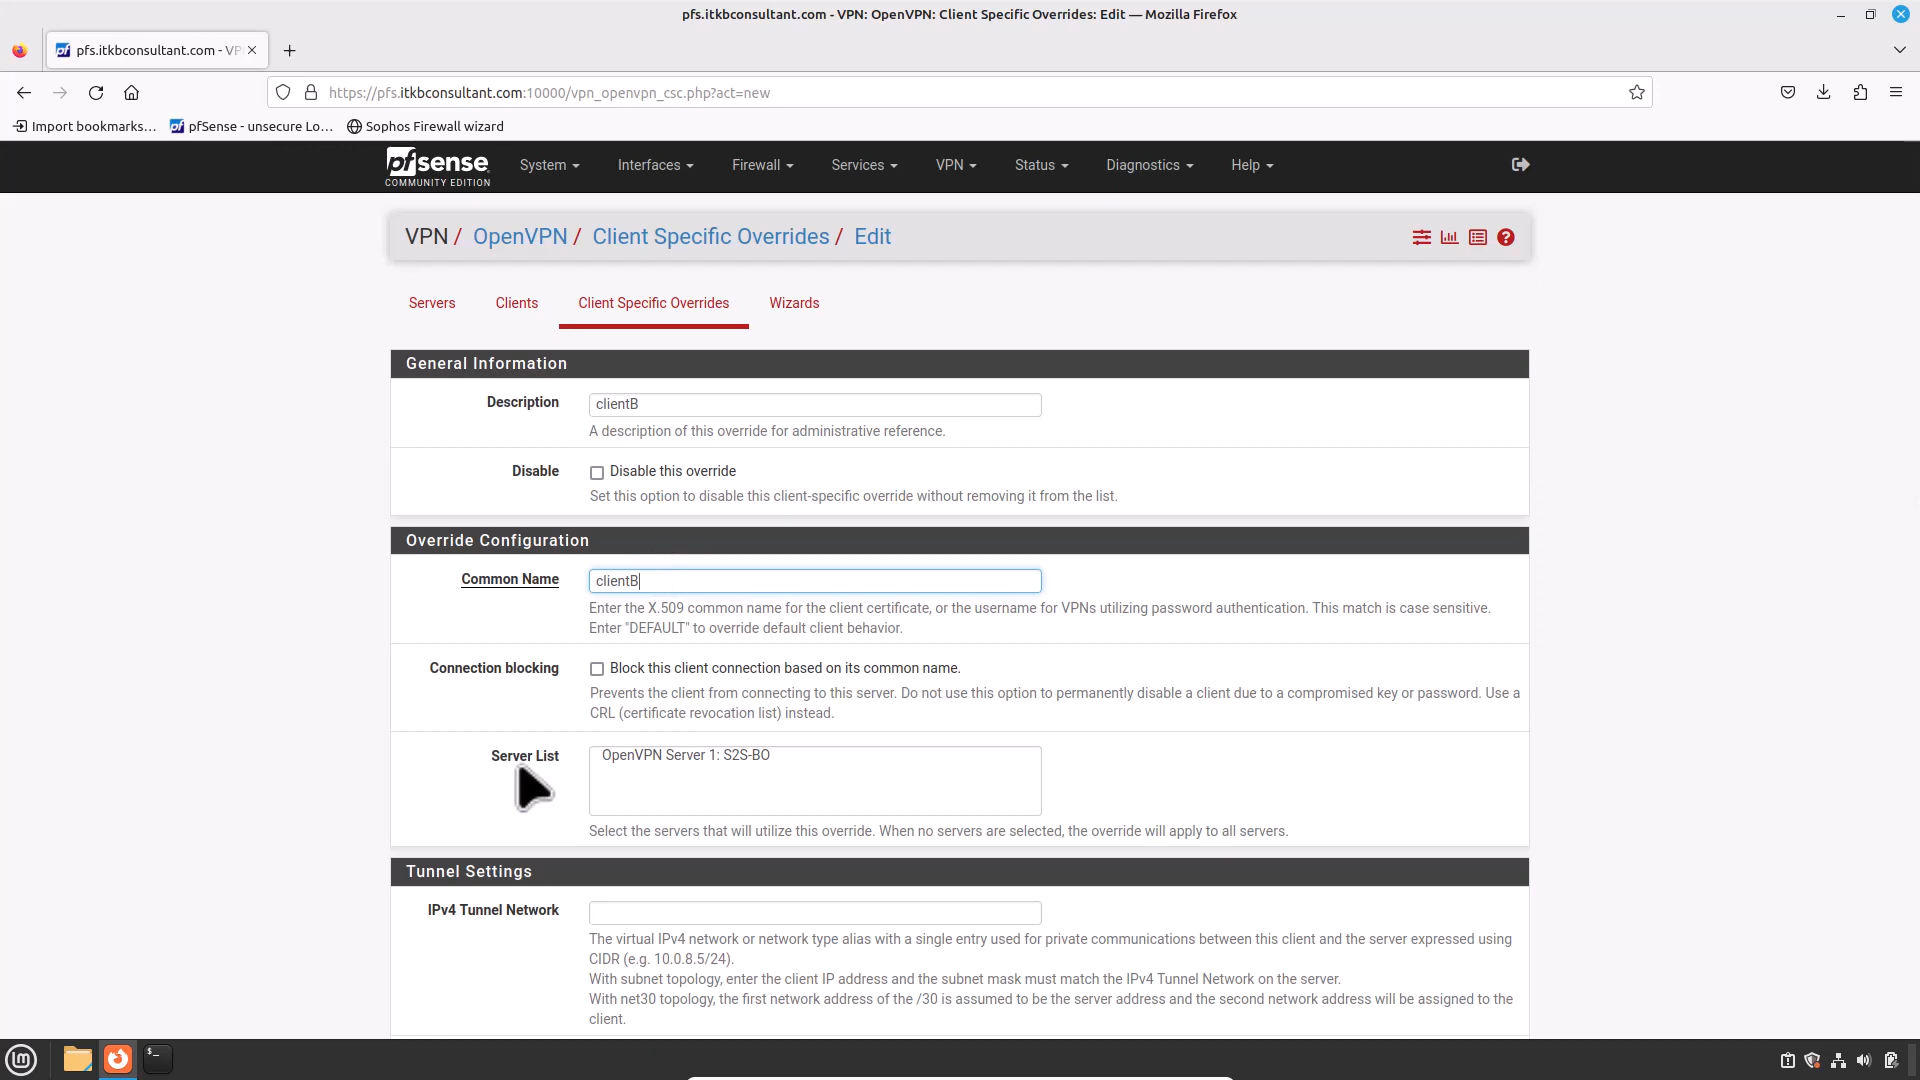 pfs.itkbconsultant.com - VPN: OpenVPN: Client Specific Overrides: Edit — Mozilla Firefox
pfs.itkbconsultant.com - VP
https://pfs.itkbconsultant.com:10000/vpn_openvpn_csc.php?act=new
Import bookmarks... pfSense - unsecure Lo... Sophos Firewall wizard
pfsense COMMUNITY EDITION
System Interfaces Firewall Services VPN Status Diagnostics Help
VPN / OpenVPN / Client Specific Overrides / Edit
Servers Clients Client Specific Overrides Wizards
General Information
Description clientB
A description of this override for administrative reference.
Disable Disable this override
Set this option to disable this client-specific override without removing it from the list.
Override Configuration
Common Name clientB
Enter the X.509 common name for the client certificate, or the username for VPNs utilizing password authentication. This match is case sensitive.
Enter "DEFAULT" to override default client behavior.
Connection blocking Block this client connection based on its common name.
Prevents the client from connecting to this server. Do not use this option to permanently disable a client due to a compromised key or password. Use a
CRL (certificate revocation list) instead.
Server List OpenVPN Server 1: S2S-BO
Select the servers that will utilize this override. When no servers are selected, the override will apply to all servers.
Tunnel Settings
IPv4 Tunnel Network
The virtual IPv4 network or network type alias with a single entry used for private communications between this client and the server expressed using
CIDR (e.g. 10.0.8.5/24).
With subnet topology, enter the client IP address and the subnet mask must match the IPv4 Tunnel Network on the server.
With net30 topology, the first network address of the /30 is assumed to be the server address and the second network address will be assigned to the
client.